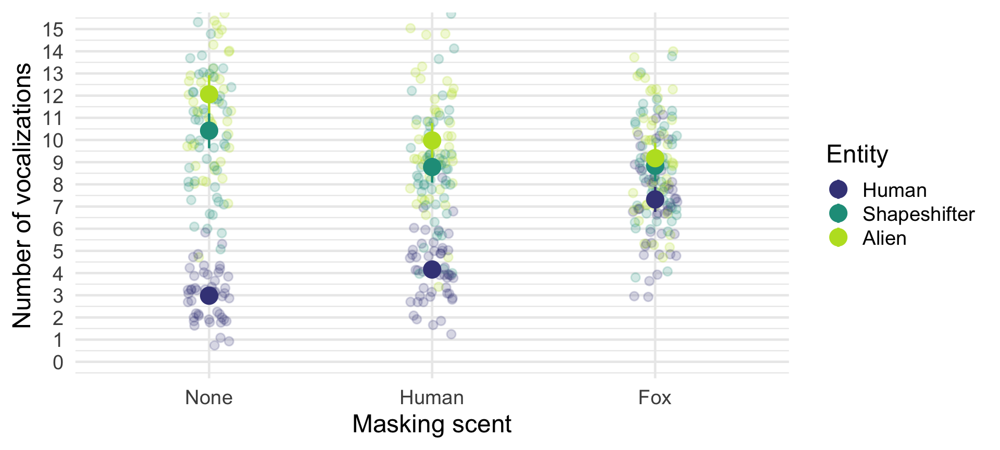 Number of vocalizations
15
14
13
12
11
10
9
8
7
6
5
4
3
2
1
0
None Human Fox
Masking scent
Entity
Human
Shapeshifter
Alien